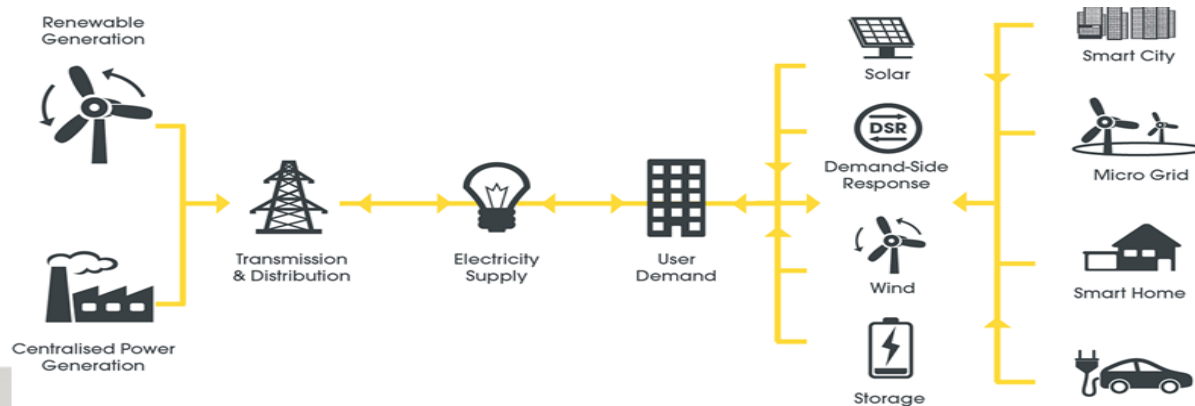 Renewable
Generation
Centralised Power
Generation
Transmission
& Distribution
Electricity
Supply
User
Demand
Solar
DSR
Demand-Side
Response
Wind
Storage
Smart City
Micro Grid
Smart Home